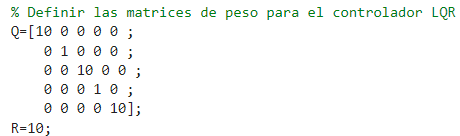 % Definir las matrices de peso para el controlador LQR
Q=[10 0 0 0 0 ;
0 1 0 0 0 ;
0 0 10 0 0 ;
0 0 0 1 0 ;
0 0 0 0 10];
R=10;